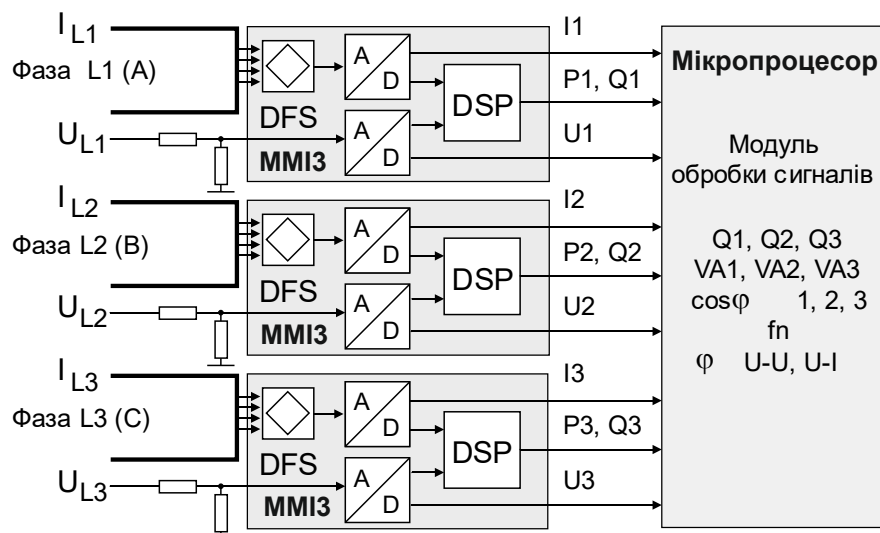 I L1
Фаза L1 (A)
U L1
A
D
DFS
DSP
A
D
MMI3
I1
P1, Q1
U1
I L2
Фаза L2 (B)
U L2
A
D
DFS
DSP
A
D
MMI3
I2
P2, Q2
U2
I L3
Фаза L3 (C)
U L3
A
D
DFS
DSP
A
D
MMI3
I3
P3, Q3
U3
Мікропроцесор
Модуль
обробки сигналів
Q1, Q2, Q3
VA1, VA2, VA3
cosφ 1, 2, 3
fn
φ U-U, U-I